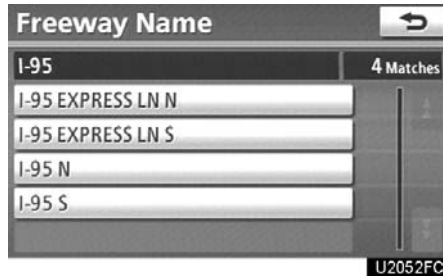 Freeway Name
I-95
4 Matches
I-95 EXPRESS LN N
I-95 EXPRESS LN S
I-95 N
I-95 S
U2052FC